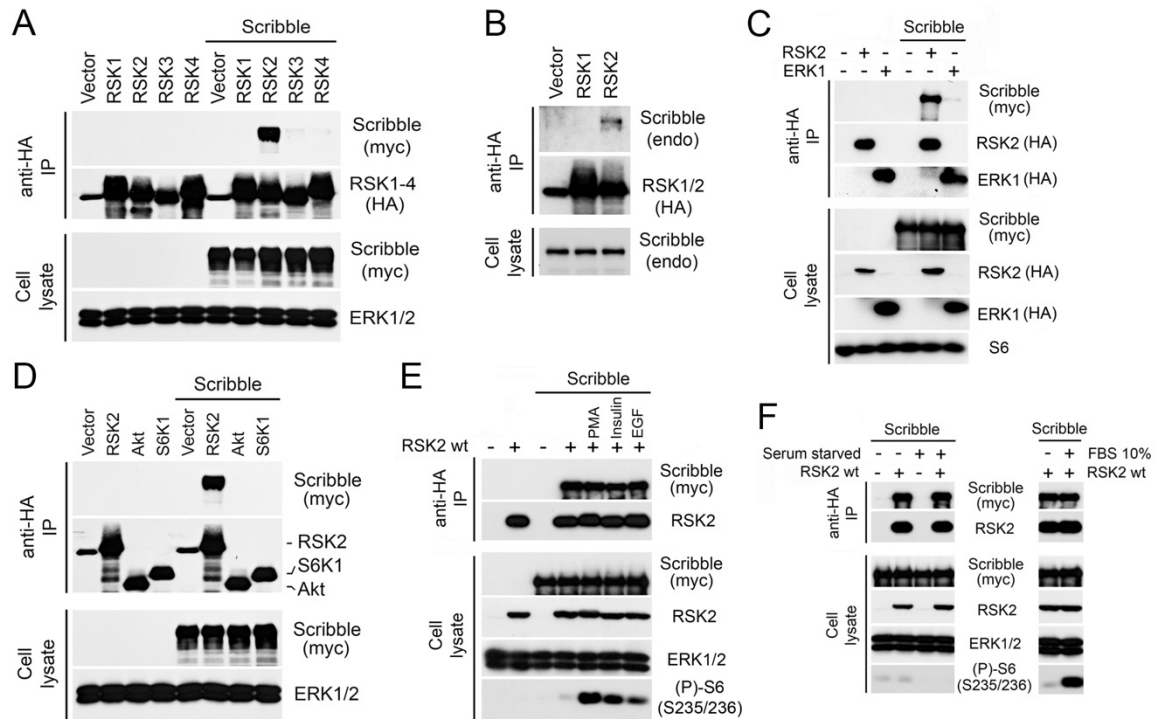 A
Scribble
Vector RSK1 RSK2 RSK3 RSK4 Vector RSK1 RSK2 RSK3 RSK4
anti-HA
IP
Scribble
(myc)
RSK1-4
(HA)
Cell
lysate
Scribble
(myc)
ERK1/2
B
Vector RSK1 RSK2
anti-HA
IP
Scribble
(endo)
RSK1/2
(HA)
Cell
lysate
Scribble
(endo)
C
Scribble
RSK2 - + - - + -
ERK1 - - + - - +
anti-HA
IP
Scribble
(myc)
RSK2 (HA)
ERK1 (HA)
Cell
lysate
Scribble
(myc)
RSK2 (HA)
ERK1 (HA)
S6
D
Scribble
Vector RSK2 Akt S6K1 Vector RSK2 Akt S6K1
anti-HA
IP
Scribble
(myc)
RSK2
S6K1
Akt
Cell
lysate
Scribble
(myc)
ERK1/2
E
Scribble
PMA Insulin EGF
RSK2 wt - + - + + + +
anti-HA
IP
Scribble
(myc)
RSK2
Cell
lysate
Scribble
(myc)
RSK2
ERK1/2
(P)-S6
(S235/236)
F
Scribble Scribble
Serum starved - - + + - + FBS 10%
RSK2 wt - + - + + + RSK2 wt
anti-HA
IP
Scribble
(myc)
RSK2
Cell
lysate
Scribble
(myc)
RSK2
ERK1/2
(P)-S6
(S235/236)